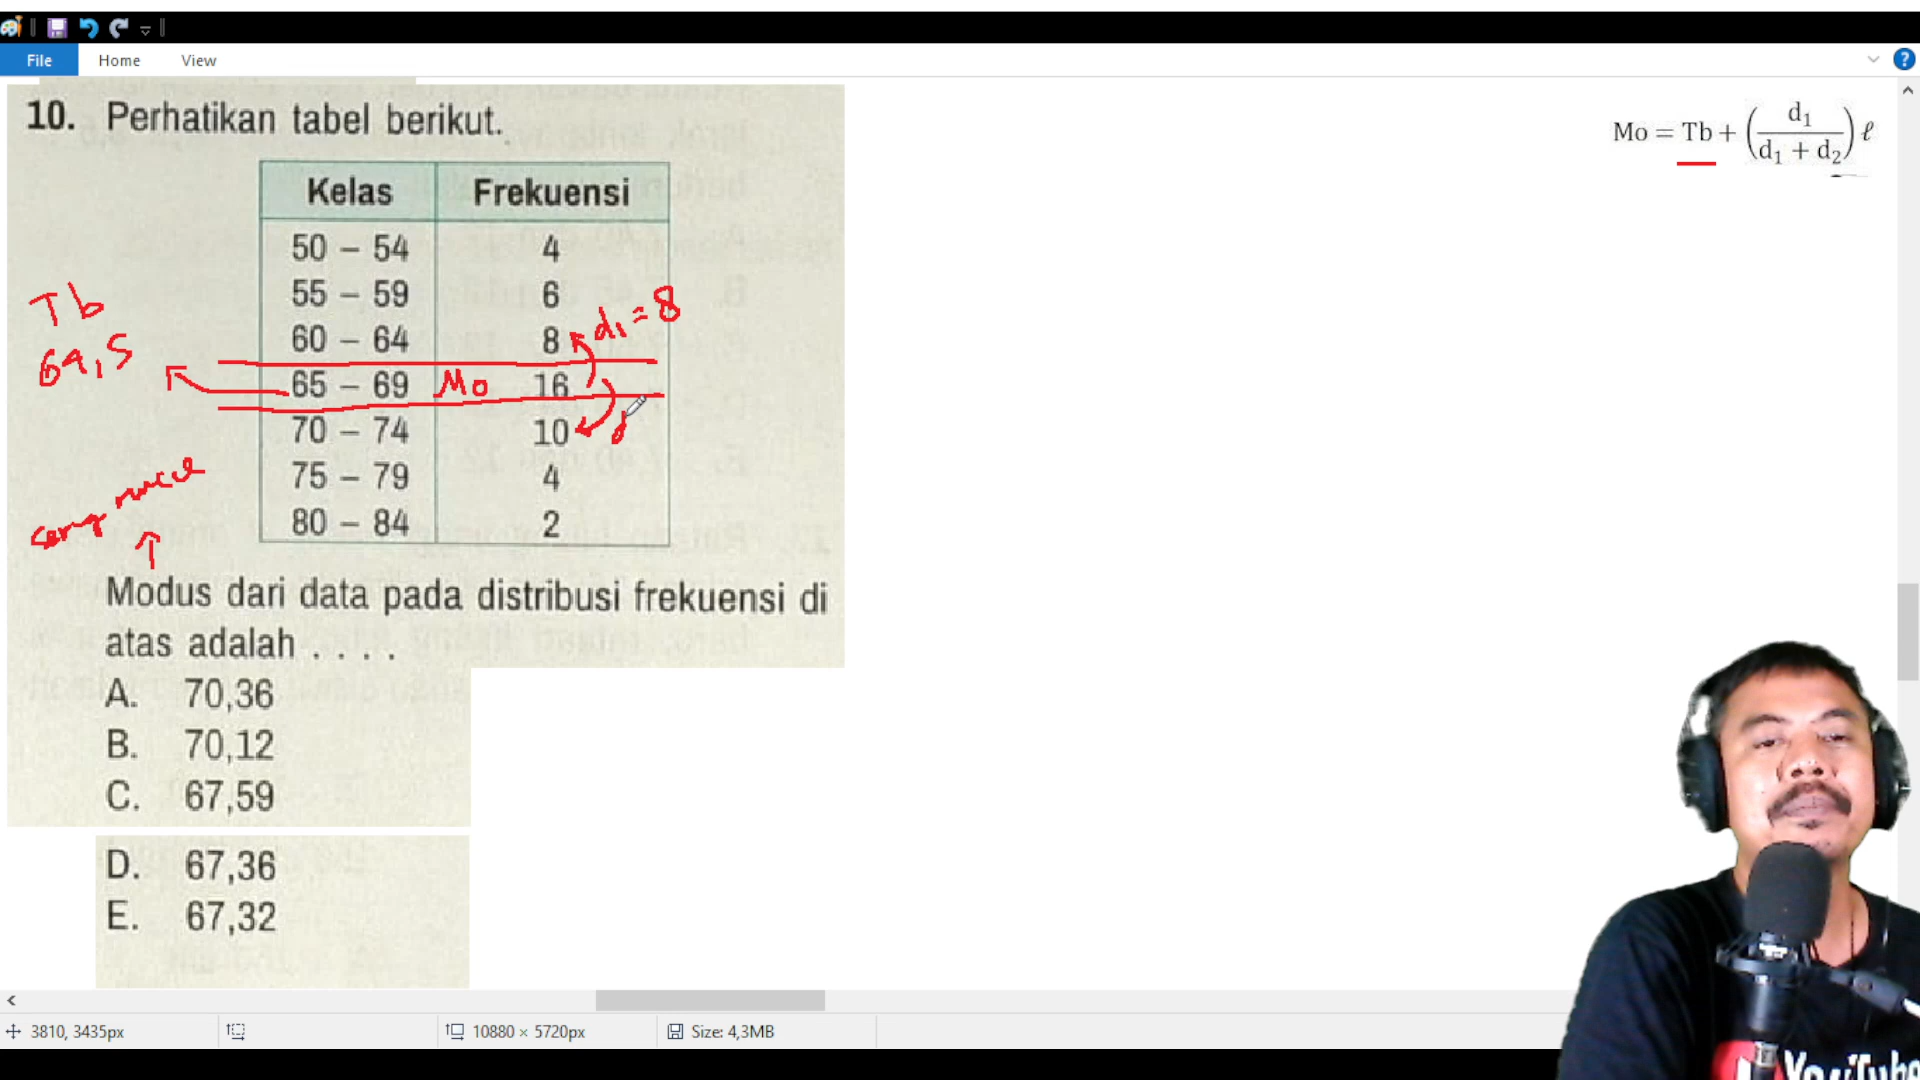 File Home View
10. Perhatikan tabel berikut.
Kelas Frekuensi
50 – 54 4
55 – 59 6
60 – 64 8
65 – 69 Mo 16
70 – 74 10
75 – 79 4
80 – 84 2
d₁ = 8
d
Tb
64,5
Modus dari data pada distribusi frekuensi di
atas adalah . . . .
A. 70,36
B. 70,12
C. 67,59
D. 67,36
E. 67,32
Mo = Tb + (d₁ / d₁ + d₂) ℓ
3810, 3435px 10880 × 5720px Size: 4,3MB
YouTube